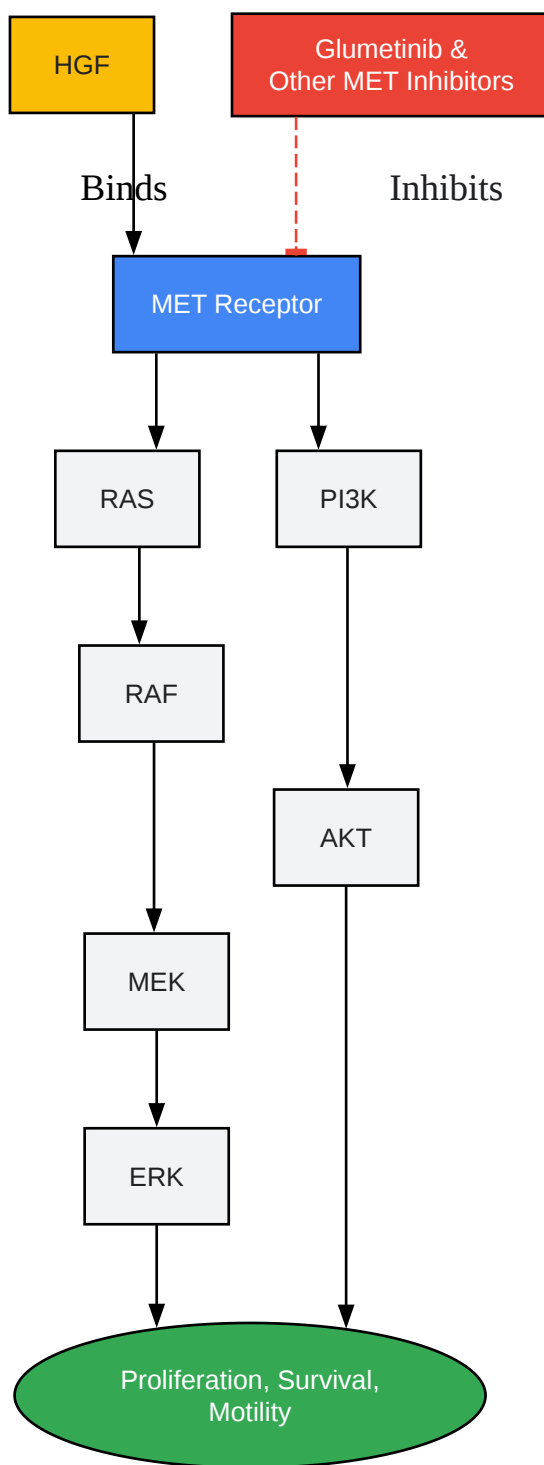 HGF
Glumetinib &
Other MET Inhibitors
Binds
Inhibits
MET Receptor
RAS
PI3K
RAF
AKT
MEK
ERK
Proliferation, Survival,
Motility